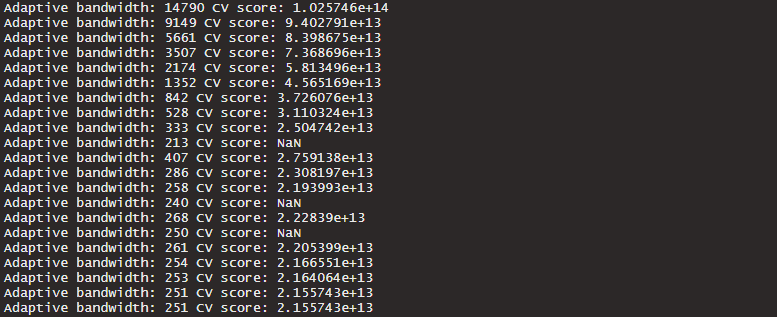 Adaptive bandwidth: 14790 CV score: 1.025746e+14
Adaptive bandwidth: 9149 CV score: 9.402791e+13
Adaptive bandwidth: 5661 CV score: 8.398675e+13
Adaptive bandwidth: 3507 CV score: 7.368696e+13
Adaptive bandwidth: 2174 CV score: 5.813496e+13
Adaptive bandwidth: 1352 CV score: 4.565169e+13
Adaptive bandwidth: 842 CV score: 3.726076e+13
Adaptive bandwidth: 528 CV score: 3.110324e+13
Adaptive bandwidth: 333 CV score: 2.504742e+13
Adaptive bandwidth: 213 CV score: NaN
Adaptive bandwidth: 407 CV score: 2.759138e+13
Adaptive bandwidth: 286 CV score: 2.308197e+13
Adaptive bandwidth: 258 CV score: 2.193993e+13
Adaptive bandwidth: 240 CV score: NaN
Adaptive bandwidth: 268 CV score: 2.22839e+13
Adaptive bandwidth: 250 CV score: NaN
Adaptive bandwidth: 261 CV score: 2.205399e+13
Adaptive bandwidth: 254 CV score: 2.166551e+13
Adaptive bandwidth: 253 CV score: 2.164064e+13
Adaptive bandwidth: 251 CV score: 2.155743e+13
Adaptive bandwidth: 251 CV score: 2.155743e+13